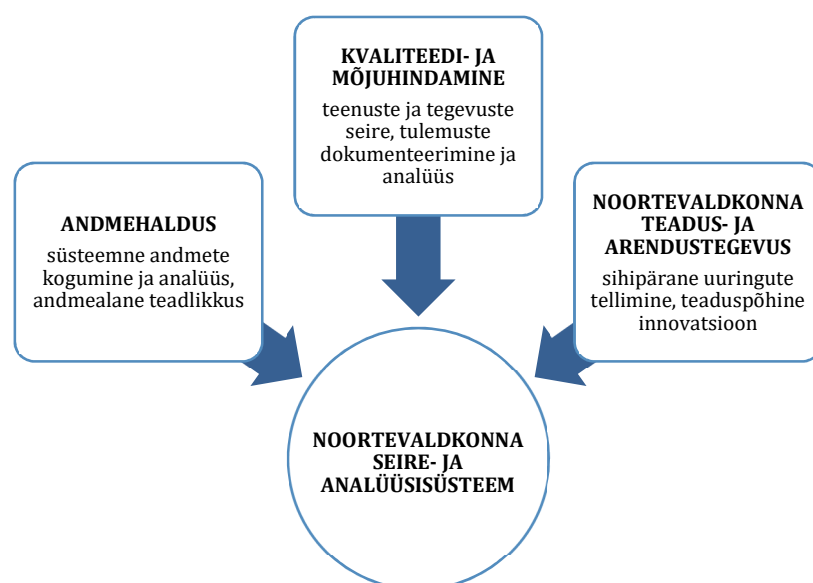 KVALITEEDI- JA
MÕJUHINDAMINE
teenuste ja tegevuste
seire, tulemuste
dokumenteerimine ja
analüüs
ANDMEHALDUS
süsteemne andmete
kogumine ja analüüs,
andmealane teadlikkus
NOORTEVALDKONNA
TEADUS- JA
ARENDUSTEGEVUS
sihipärane uuringute
tellimine, teaduspõhine
innovatsioon
NOORTEVALDKONNA
SEIRE- JA
ANALÜÜSISÜSTEEM